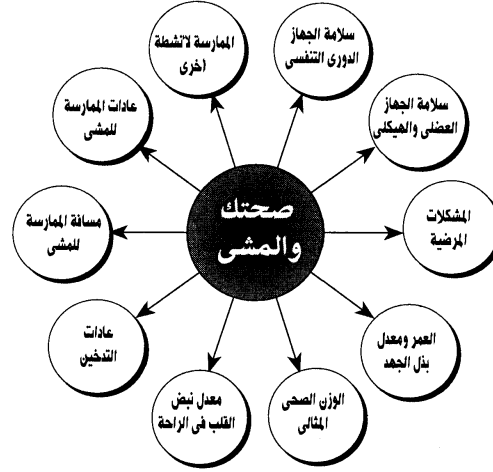 صحتك
والمشى
سلامة الجهاز
الدورى التنفسى
سلامة الجهاز
العضلى والهيكلى
المشكلات
المرضية
العمر ومعدل
بذل الجهد
الوزن الصحى
المثالى
معدل نبض
القلب فى الراحة
عادات
التدخين
مسافة الممارسة
للمشى
عادات الممارسة
للمشى
الممارسة لانشطة
اخرى